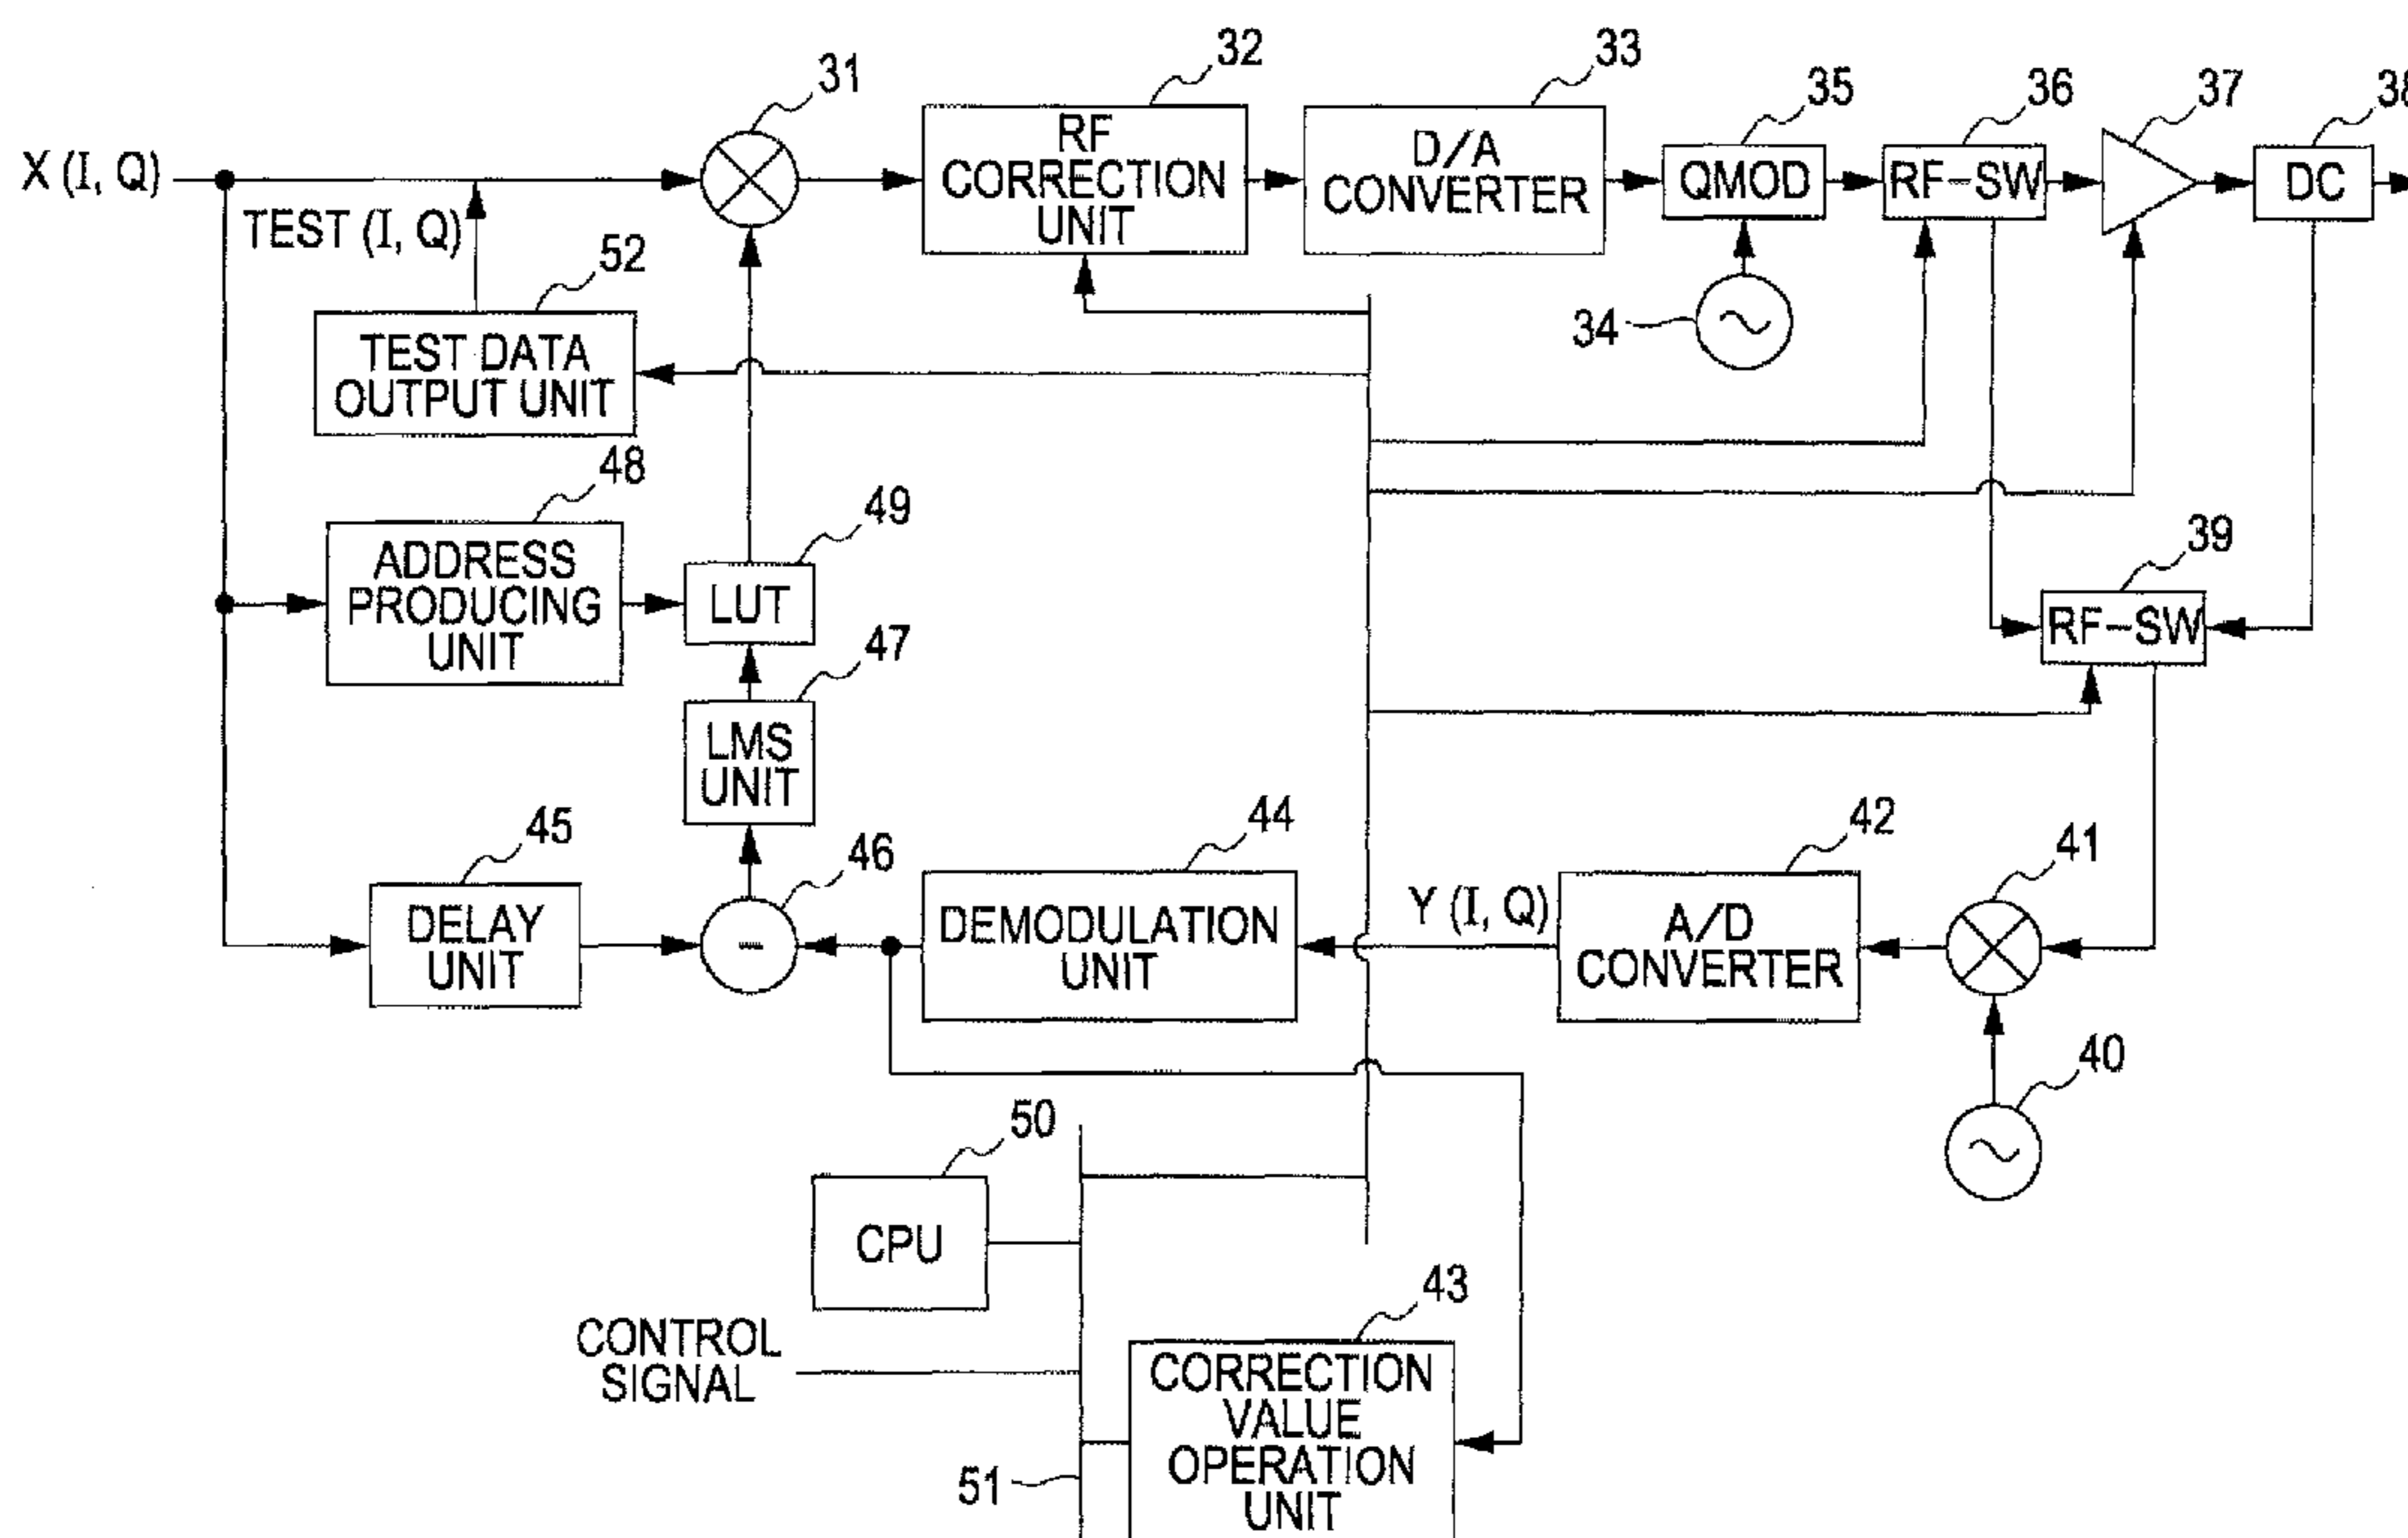 31
32
33
35
36
37
38
X (I, Q)
RF
CORRECTION
UNIT
D/A
CONVERTER
QMOD
RF-SW
DC
TEST (I, Q)
52
34
TEST DATA
OUTPUT UNIT
48
49
39
ADDRESS
PRODUCING
UNIT
LUT
RF-SW
47
LMS
UNIT
45
46
44
42
41
DELAY
UNIT
-
DEMODULATION
UNIT
Y (I, Q)
A/D
CONVERTER
40
50
CPU
43
CONTROL
SIGNAL
CORRECTION
VALUE
OPERATION
UNIT
51